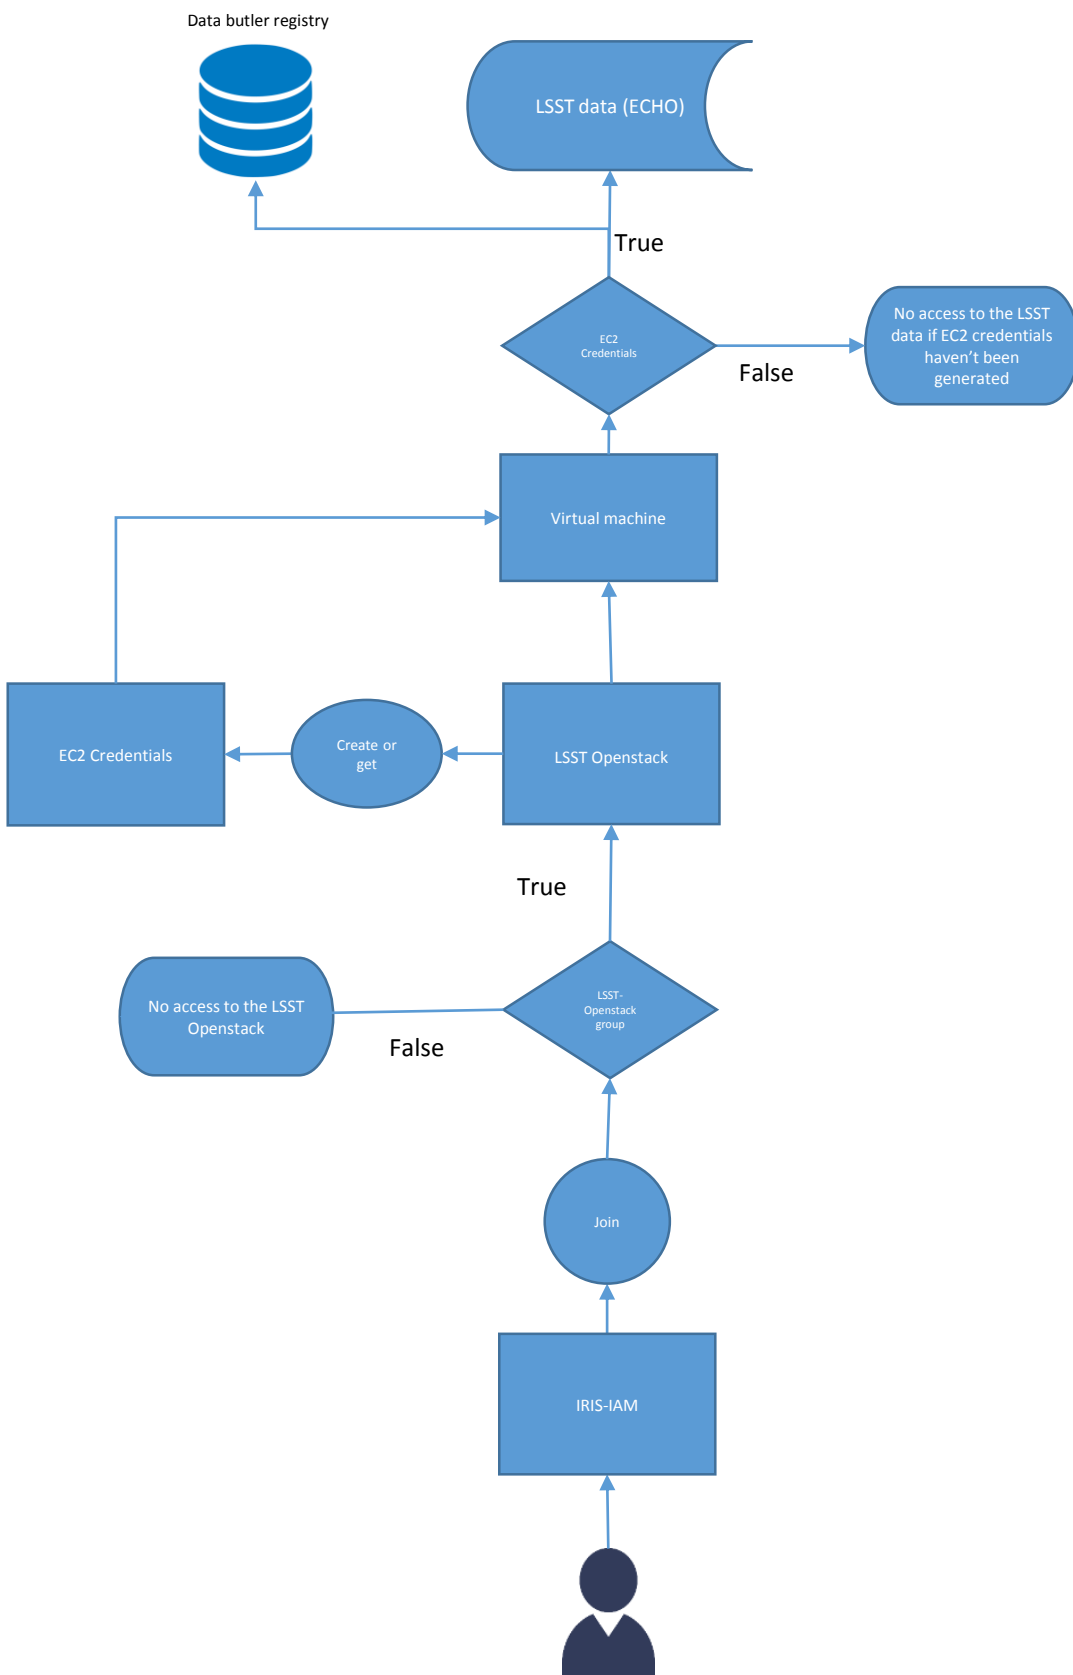 Data butler registry
LSST data (ECHO)
True
EC2
Credentials
False
No access to the LSST
data if EC2 credentials
haven’t been
generated
Virtual machine
EC2 Credentials
Create or
get
LSST Openstack
True
No access to the LSST
Openstack
False
LSST-
Openstack
group
Join
IRIS-IAM